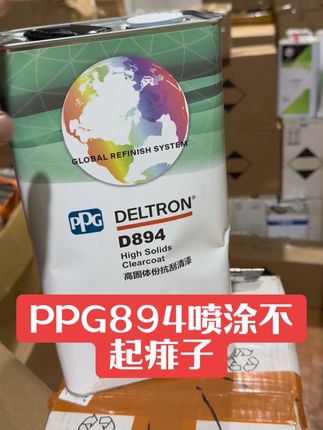 GLOBAL REFINISH SYSTEM
PPG
DELTRON®
D894
High Solids
Clearcoat
高固体份抗刮清漆
PPG894喷涂不
起痱子